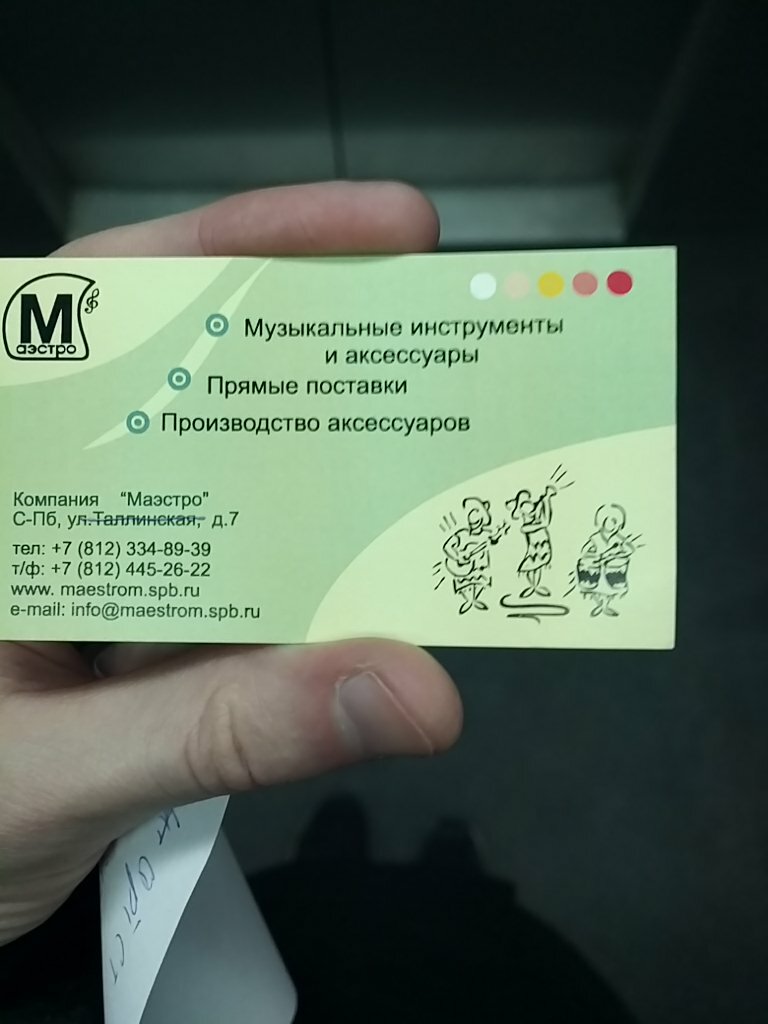 М
аэстро
Музыкальные инструменты
и аксессуары
Прямые поставки
Производство аксессуаров
Компания "Маэстро"
С-Пб, ул.Таллинская, д.7
тел: +7 (812) 334-89-39
т/ф: +7 (812) 445-26-22
www. maestrom.spb.ru
e-mail: info@maestrom.spb.ru